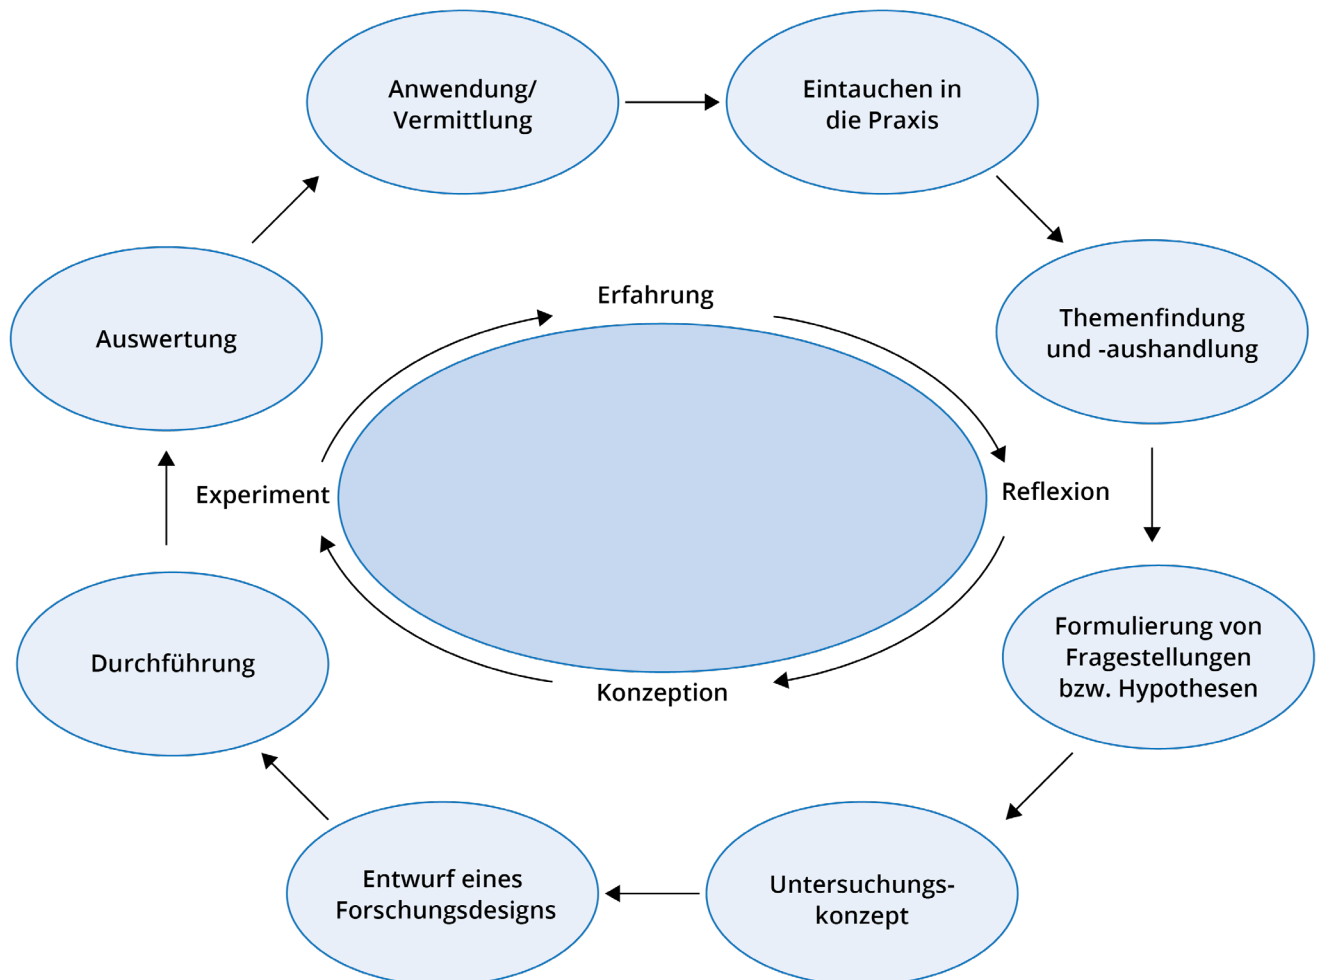 Anwendung/
Vermittlung
Eintauchen in
die Praxis
Themenfindung
und -aushandlung
Formulierung von
Fragestellungen
bzw. Hypothesen
Untersuchungs-
konzept
Entwurf eines
Forschungsdesigns
Durchführung
Auswertung
Erfahrung
Reflexion
Konzeption
Experiment